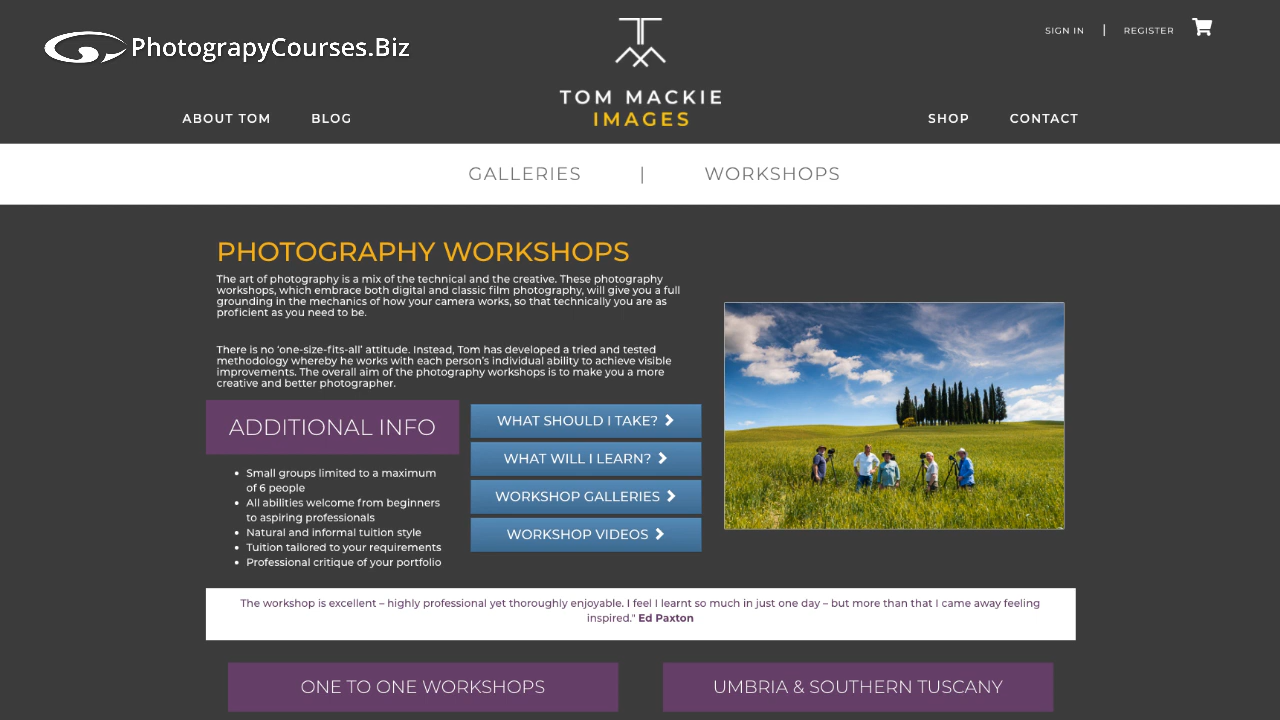 PhotograpyCourses.Biz
SIGN IN | REGISTER
TOM MACKIE
IMAGES
ABOUT TOM BLOG
SHOP CONTACT
GALLERIES | WORKSHOPS
PHOTOGRAPHY WORKSHOPS
The art of photography is a mix of the technical and the creative. These photography
workshops, which embrace both digital and classic film photography, will give you a full
grounding in the mechanics of how your camera works, so that technically you are as
proficient as you need to be.
There is no ‘one-size-fits-all’ attitude. Instead, Tom has developed a tried and tested
methodology whereby he works with each person’s individual ability to achieve visible
improvements. The overall aim of the photography workshops is to make you a more
creative and better photographer.
ADDITIONAL INFO
• Small groups limited to a maximum
of 6 people
• All abilities welcome from beginners
to aspiring professionals
• Natural and informal tuition style
• Tuition tailored to your requirements
• Professional critique of your portfolio
WHAT SHOULD I TAKE?
WHAT WILL I LEARN?
WORKSHOP GALLERIES
WORKSHOP VIDEOS
The workshop is excellent – highly professional yet thoroughly enjoyable. I feel I learnt so much in just one day – but more than that I came away feeling
inspired." Ed Paxton
ONE TO ONE WORKSHOPS
UMBRIA & SOUTHERN TUSCANY